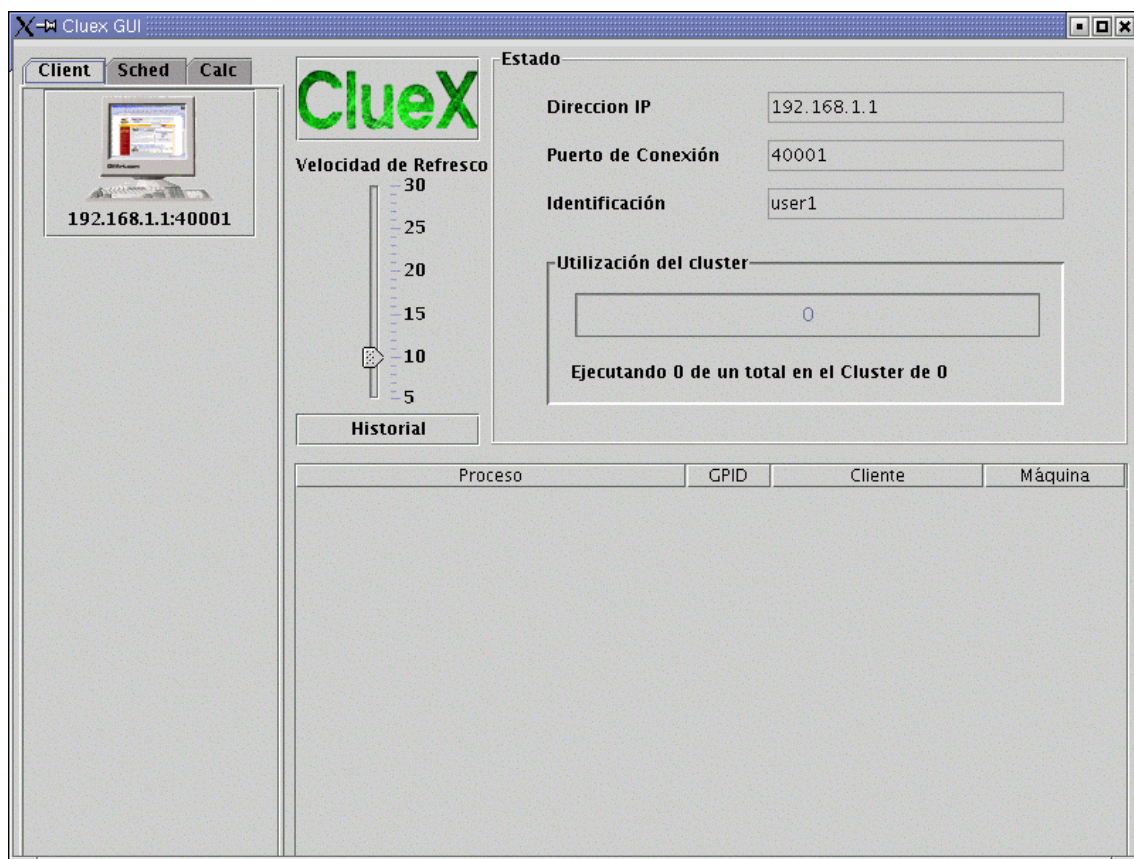 Cluex GUI
Client Sched Calc
192.168.1.1:40001
ClueX
Velocidad de Refresco
30
25
20
15
10
5
Historial
Estado
Direccion IP 192.168.1.1
Puerto de Conexión 40001
Identificación user1
Utilización del cluster
0
Ejecutando 0 de un total en el Cluster de 0
Proceso GPID Cliente Máquina